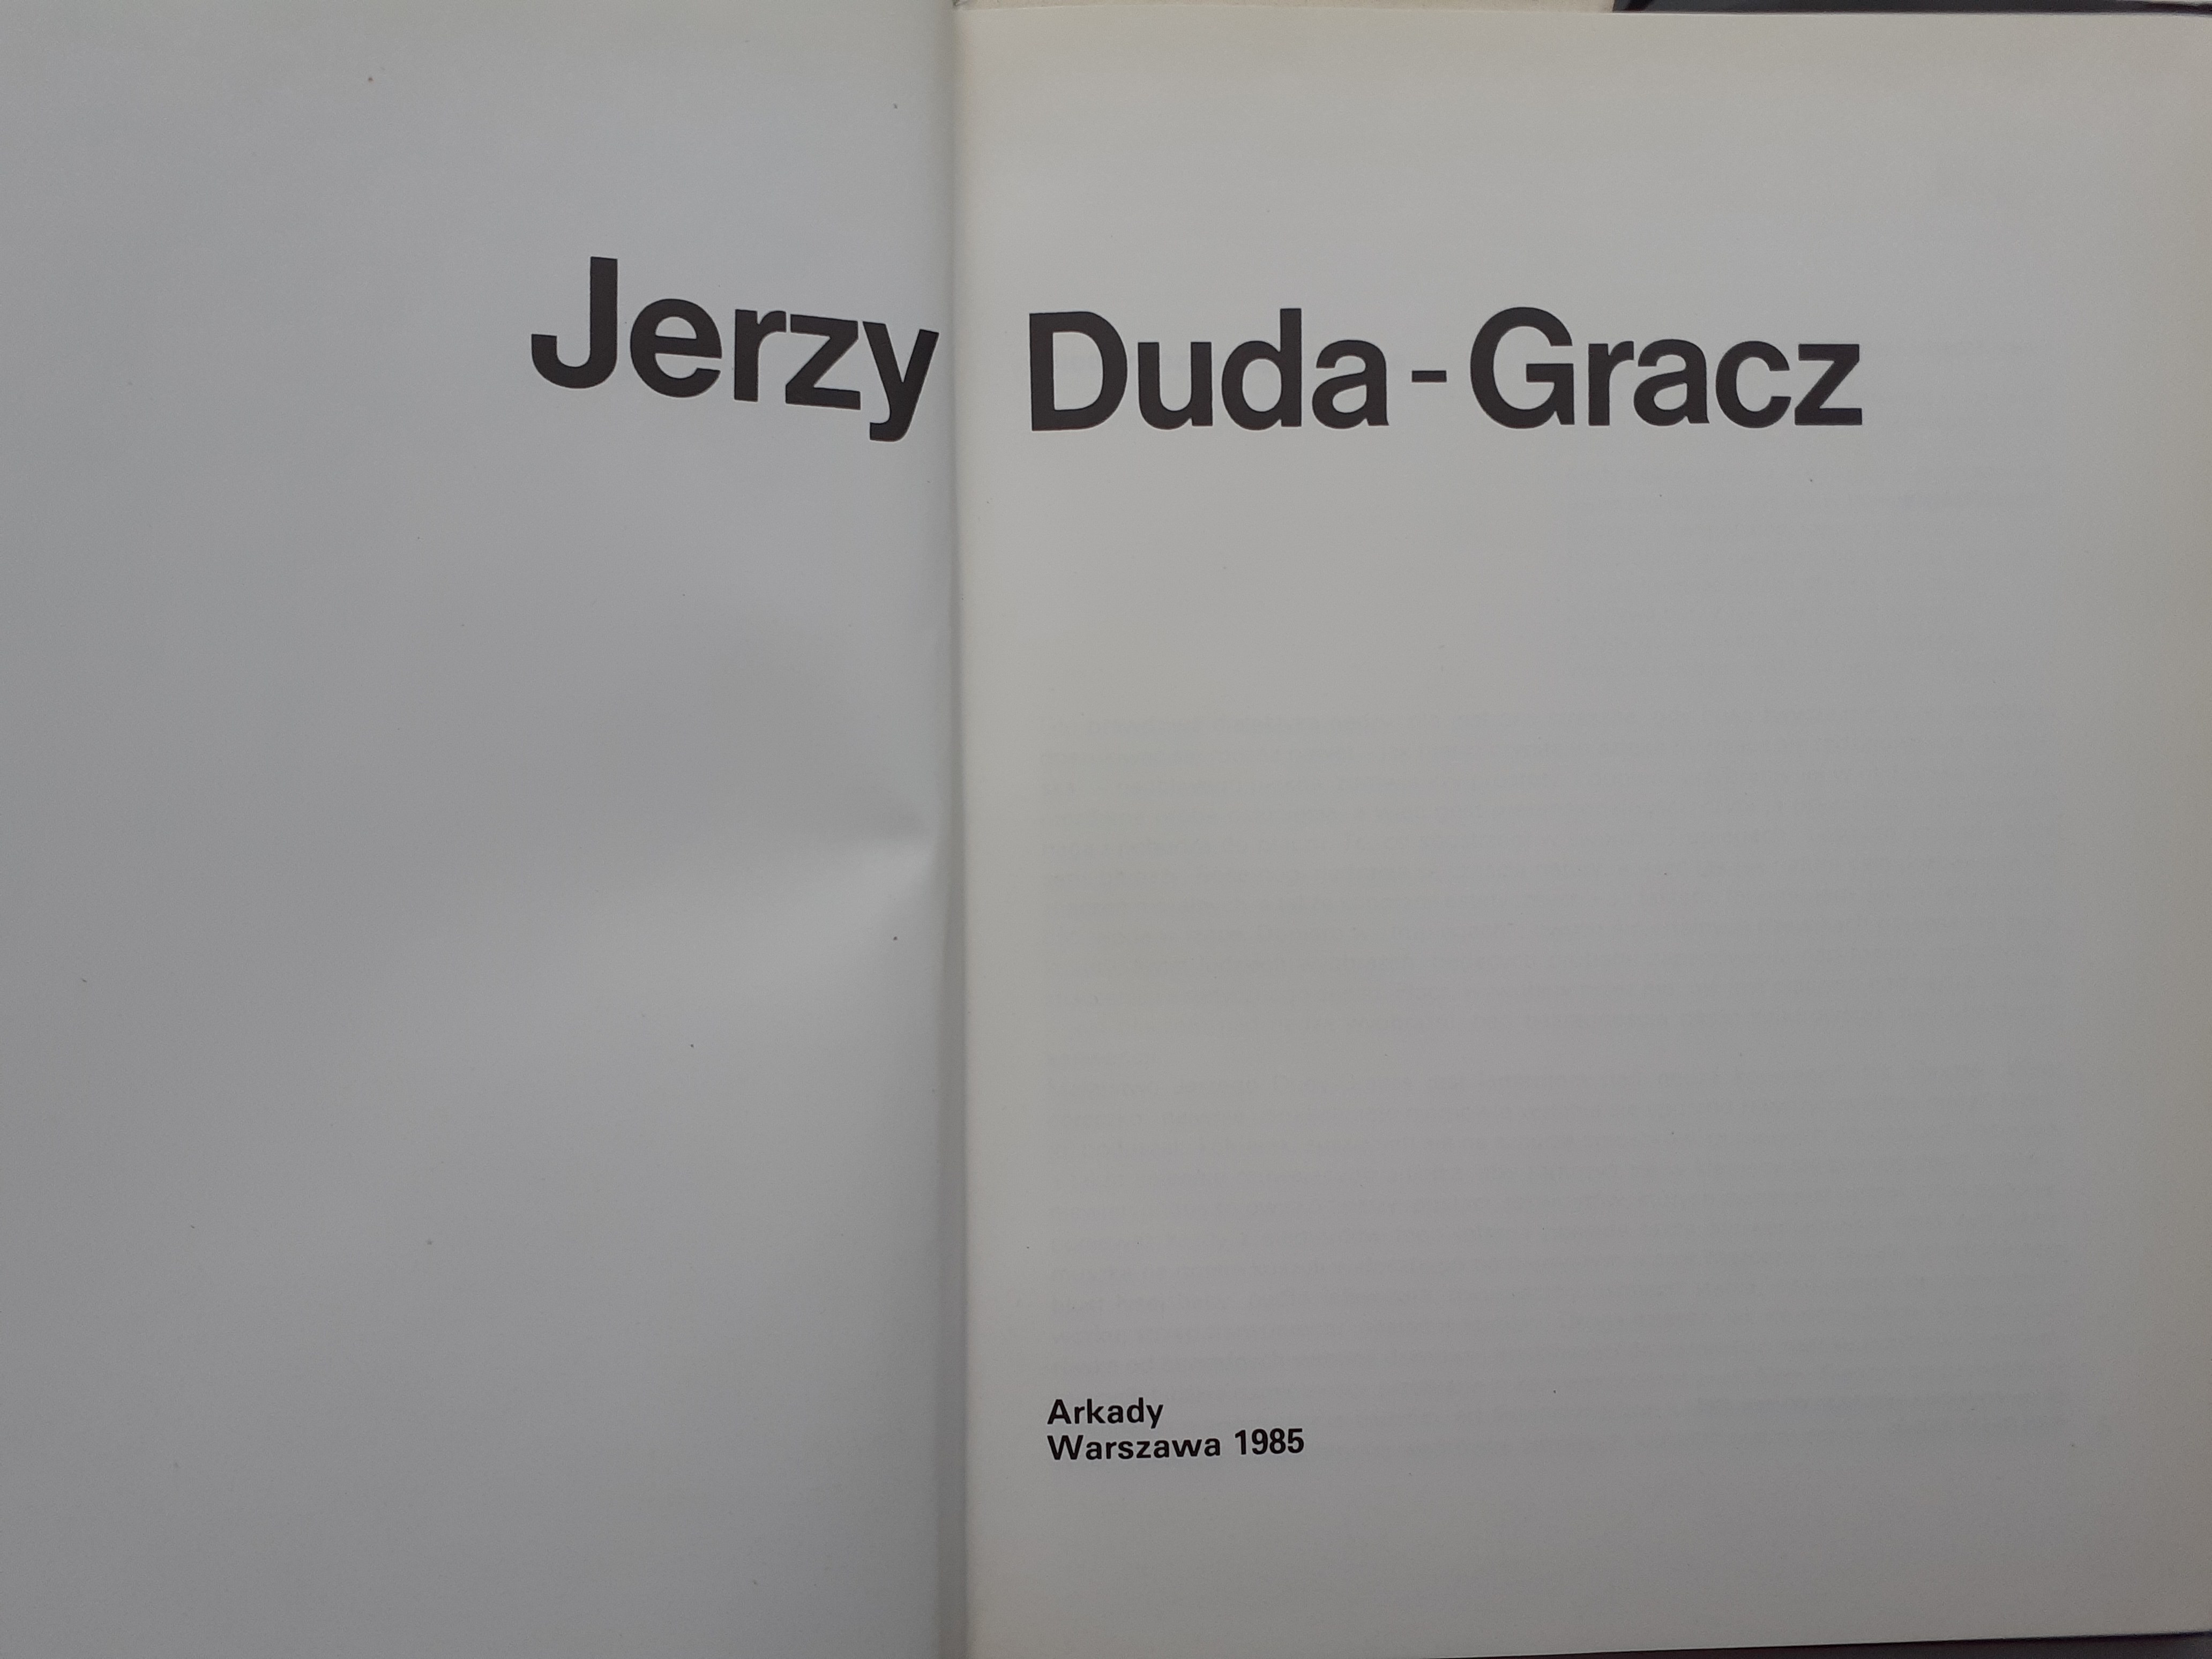 Jerzy Duda-Gracz
Arkady
Warszawa 1985